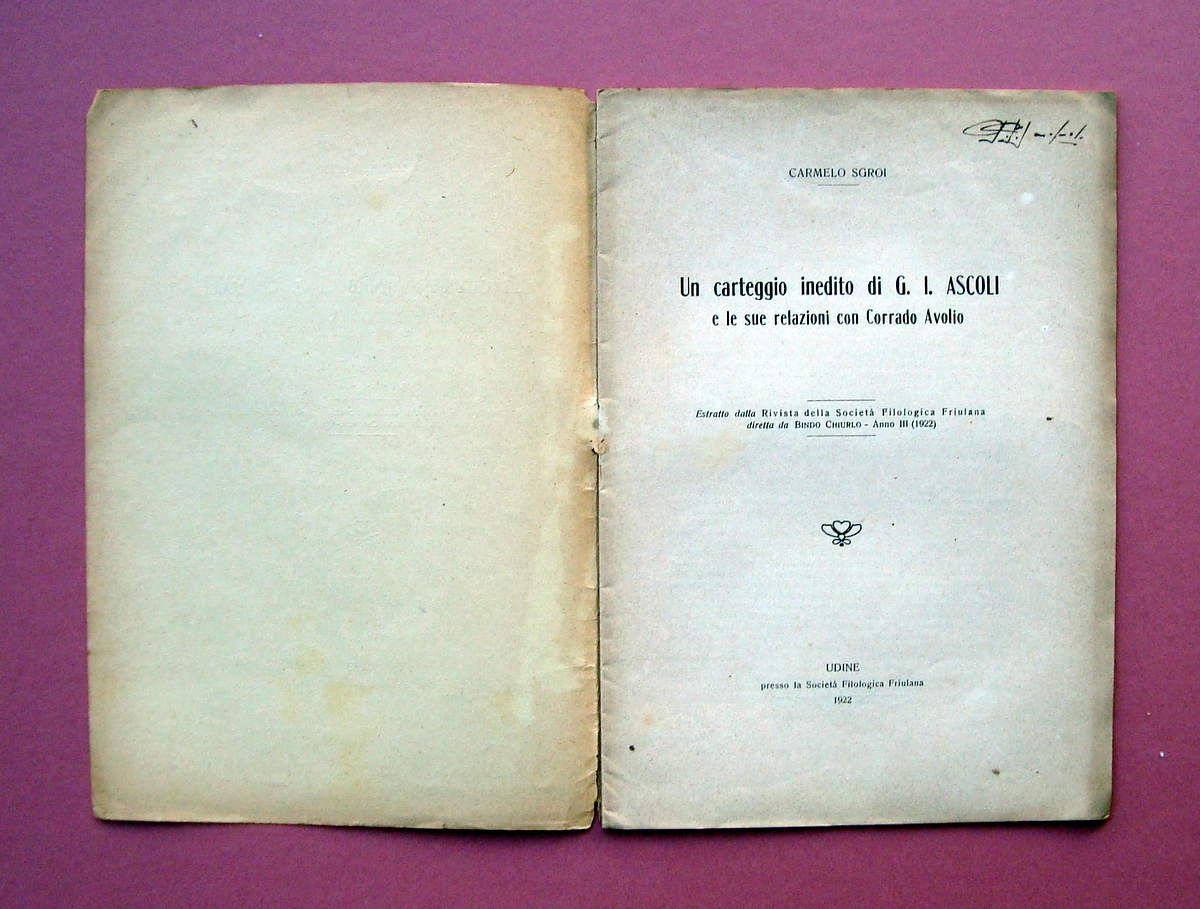 CARMELO SGROI
Un carteggio inedito di G. I. ASCOLI
e le sue relazioni con Corrado Avolio
Estratto dalla Rivista della Società Filologica Friulana
diretta da BINDO CHIURLO - Anno III (1922)
UDINE
presso la Società Filologica Friulana
1922